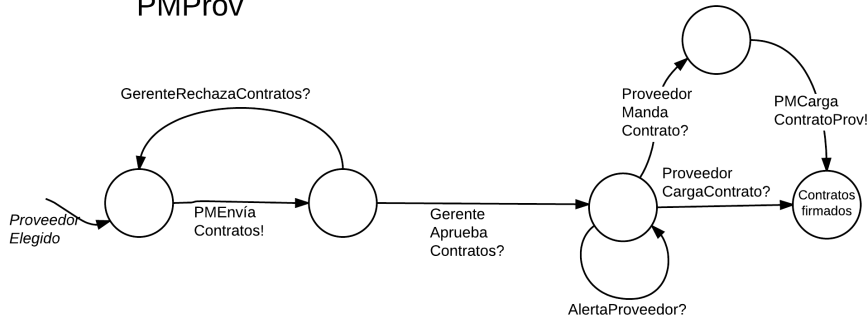 PMProv
GerenteRechazaContratos?
Proveedor
Manda
Contrato?
PMCarga
ContratoProv!
Proveedor
CargaContrato?
Contratos
firmados
Proveedor
Elegido
PMEnvía
Contratos!
Gerente
Aprueba
Contratos?
AlertaProveedor?